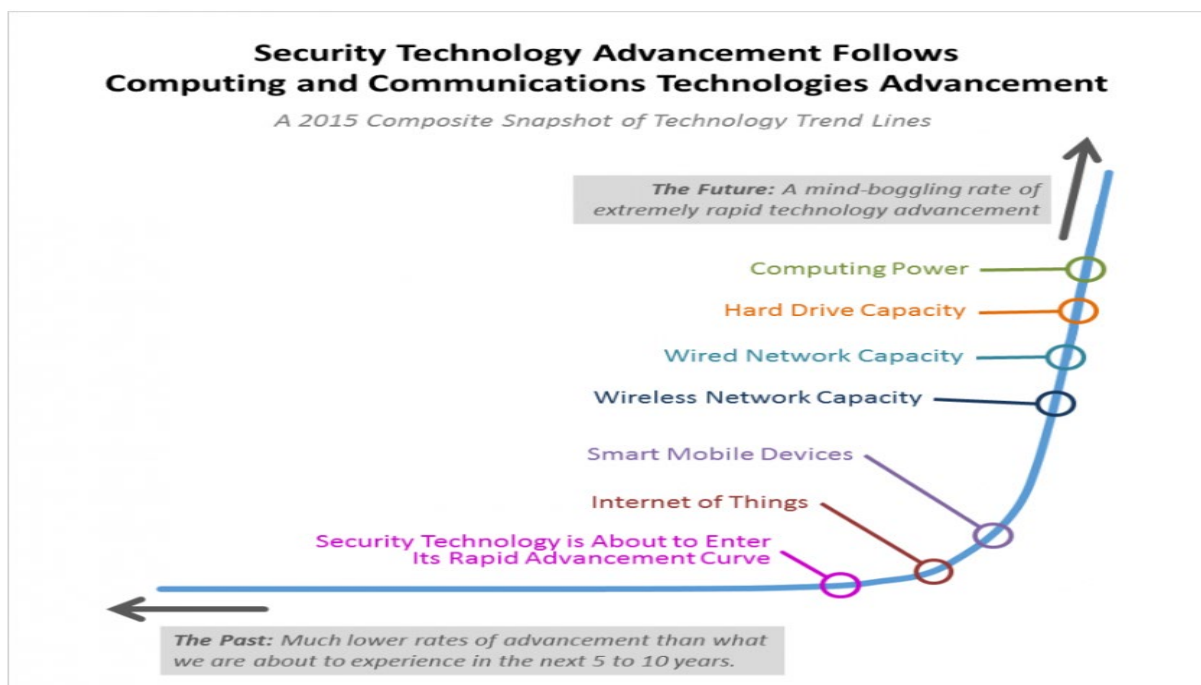 Security Technology Advancement Follows
Computing and Communications Technologies Advancement
A 2015 Composite Snapshot of Technology Trend Lines
The Future: A mind-boggling rate of
extremely rapid technology advancement
Computing Power
Hard Drive Capacity
Wired Network Capacity
Wireless Network Capacity
Smart Mobile Devices
Internet of Things
Security Technology is About to Enter
Its Rapid Advancement Curve
The Past: Much lower rates of advancement than what
we are about to experience in the next 5 to 10 years.